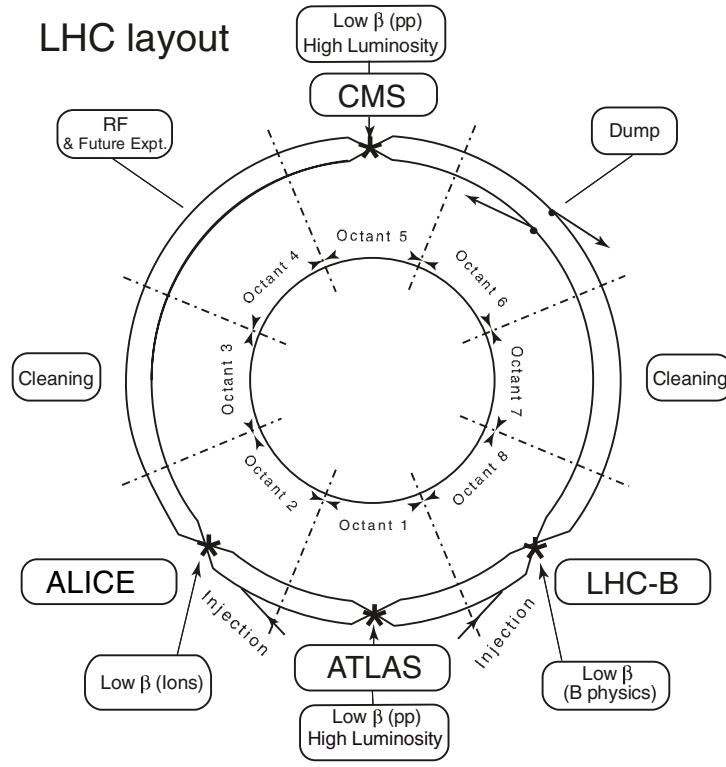 LHC layout
Low β (pp)
High Luminosity
CMS
RF
& Future Expt.
Dump
Octant 5
Octant 4
Octant 6
Octant 3
Octant 7
Cleaning
Cleaning
Octant 2
Octant 8
Octant 1
ALICE
LHC-B
Injection
Injection
ATLAS
Low β (Ions)
Low β
(B physics)
Low β (pp)
High Luminosity